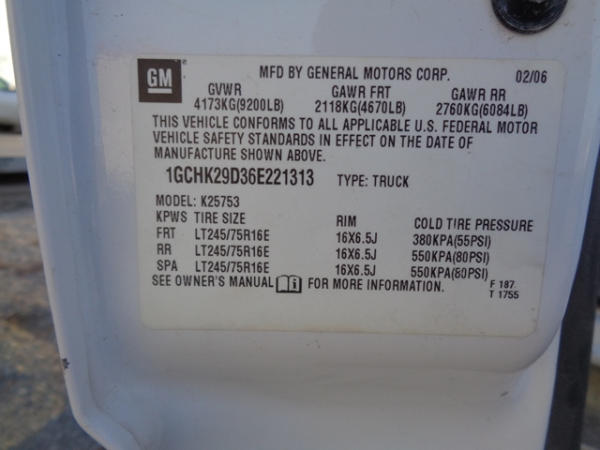 GM
MFD BY GENERAL MOTORS CORP. 02/06
GVWR GAWR FRT GAWR RR
4173KG(9200LB) 2118KG(4670LB) 2760KG(6084LB)
THIS VEHICLE CONFORMS TO ALL APPLICABLE U.S. FEDERAL MOTOR
VEHICLE SAFETY STANDARDS IN EFFECT ON THE DATE OF
MANUFACTURE SHOWN ABOVE.
1GCHK29D36E221313 TYPE: TRUCK
MODEL: K25753
KPWS TIRE SIZE RIM COLD TIRE PRESSURE
FRT LT245/75R16E 16X6.5J 380KPA(55PSI)
RR LT245/75R16E 16X6.5J 550KPA(80PSI)
SPA LT245/75R16E 16X6.5J 550KPA(80PSI)
SEE OWNER'S MANUAL FOR MORE INFORMATION. F 187
T 1755